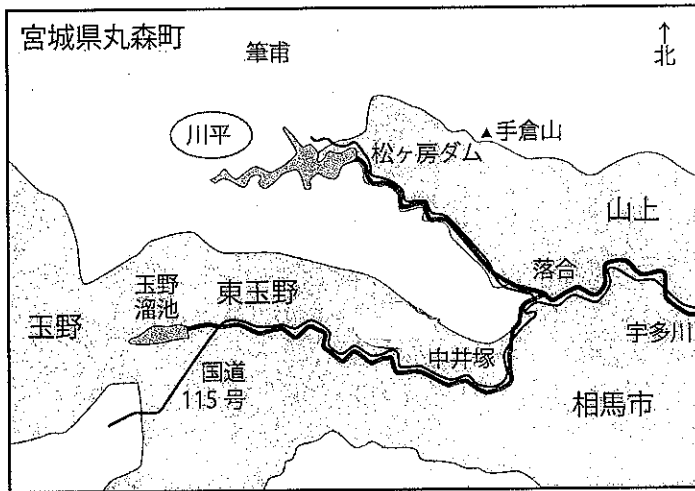 宮城県丸森町
筆甫
↑
北
川平
▲手倉山
松ヶ房ダム
山上
落合
玉野
溜池
東玉野
玉野
宇多川
中井塚
国道
115号
相馬市